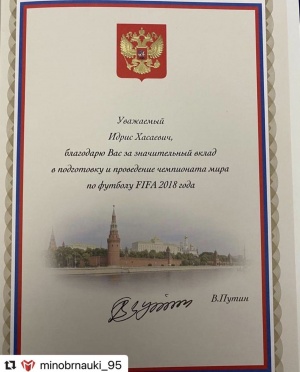 Уважаемый
Идрис Хасаевич,
благодарю Вас за значительный вклад
в подготовку и проведение чемпионата мира
по футболу FIFA 2018 года
В.Путин
minobrnauki_95